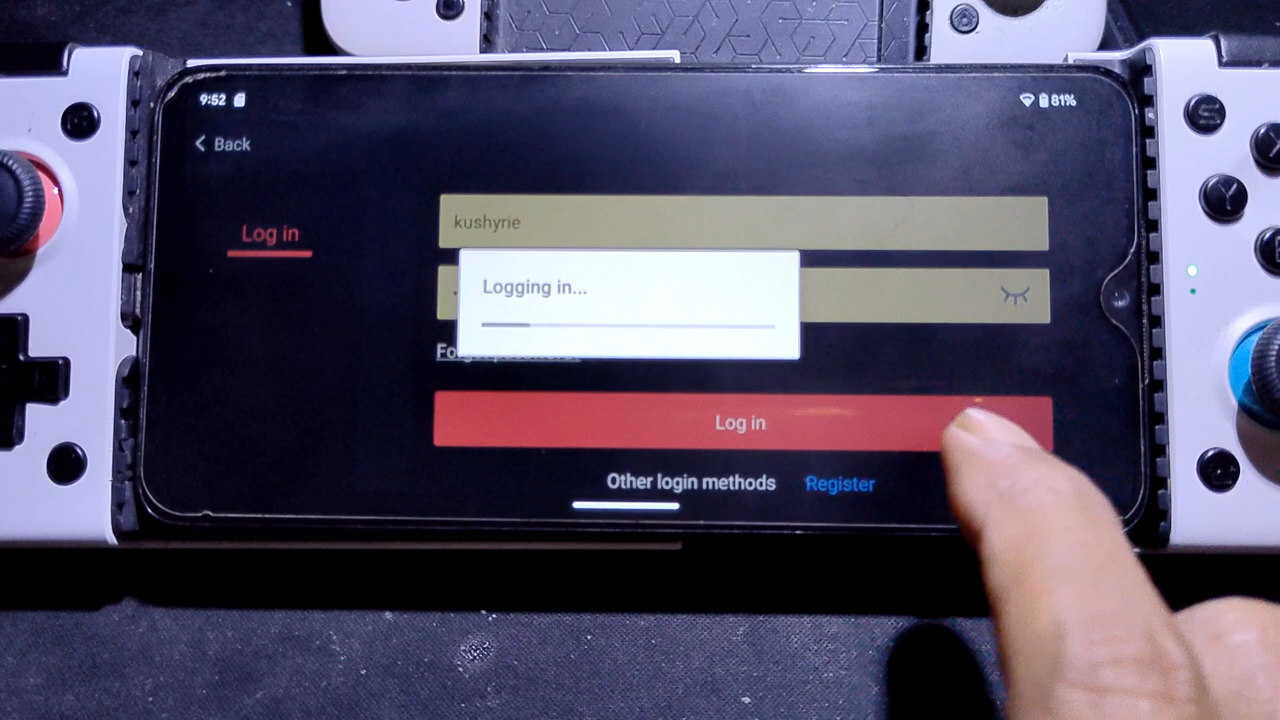 9:52
81%
Back
Log in
kushyrie
Logging in...
Log in
Other login methods
Register
Y